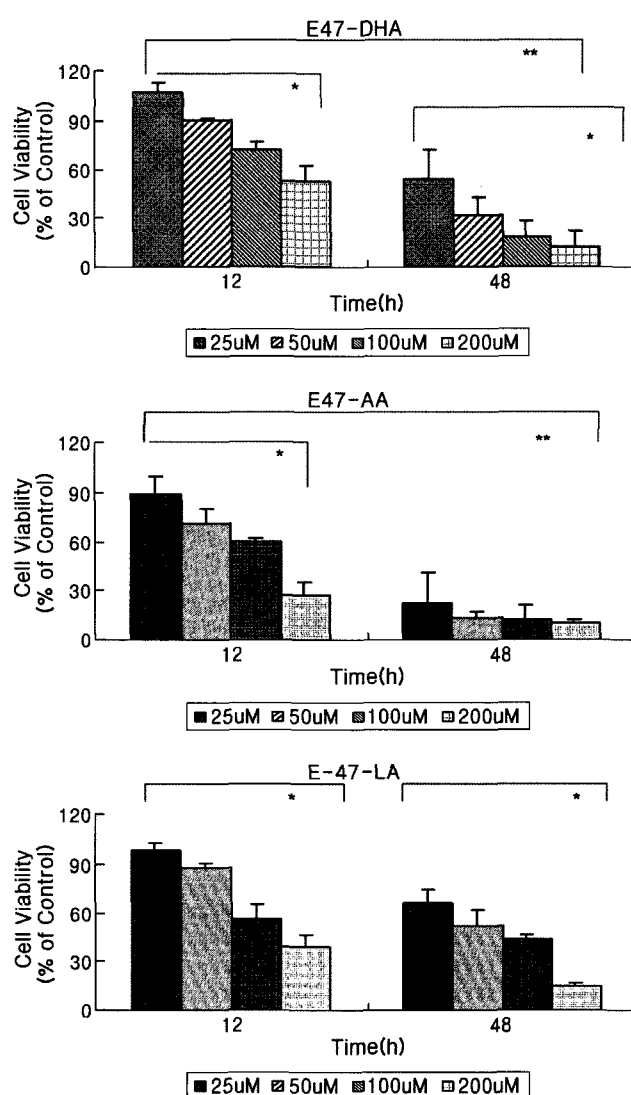 E47-DHA
**
*
*
120
90
60
30
0
Cell Viability
(% of Control)
12
48
Time(h)
25uM 50uM 100uM 200uM
E47-AA
**
*
120
90
60
30
0
Cell Viability
(% of Control)
12
48
Time(h)
25uM 50uM 100uM 200uM
E-47-LA
*
*
120
90
60
30
0
Cell Viability
(% of Control)
12
48
Time(h)
25uM 50uM 100uM 200uM